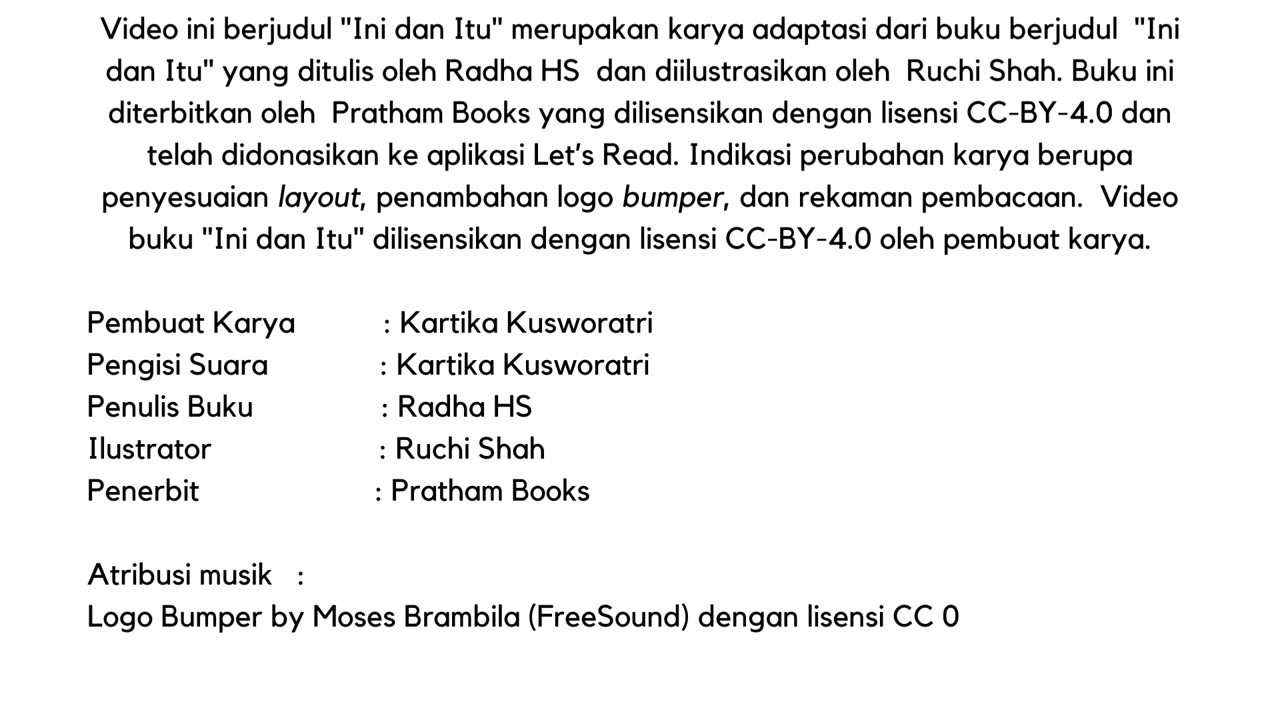 Video ini berjudul "Ini dan Itu" merupakan karya adaptasi dari buku berjudul "Ini
dan Itu" yang ditulis oleh Radha HS dan diilustrasikan oleh Ruchi Shah. Buku ini
diterbitkan oleh Pratham Books yang dilisensikan dengan lisensi CC-BY-4.0 dan
telah didonasikan ke aplikasi Let's Read. Indikasi perubahan karya berupa
penyesuaian layout, penambahan logo bumper, dan rekaman pembacaan. Video
buku "Ini dan Itu" dilisensikan dengan lisensi CC-BY-4.0 oleh pembuat karya.
Pembuat Karya : Kartika Kusworatri
Pengisi Suara : Kartika Kusworatri
Penulis Buku : Radha HS
Ilustrator : Ruchi Shah
Penerbit : Pratham Books
Atribusi musik :
Logo Bumper by Moses Brambila (FreeSound) dengan lisensi CC 0